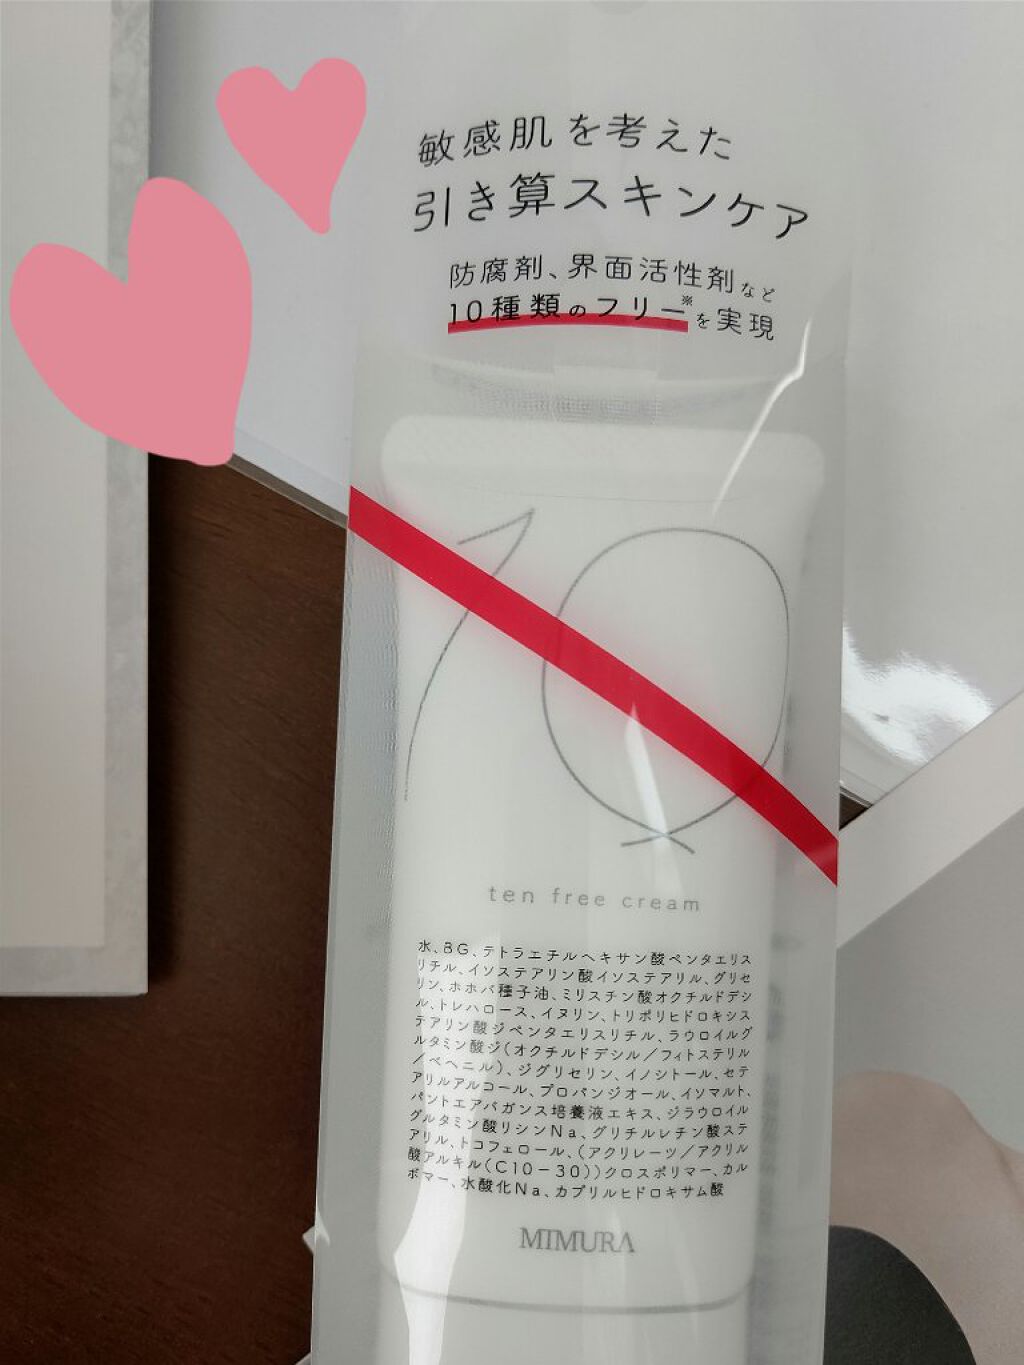 敏感肌を考えた
引き算スキンケア
防腐剤、界面活性剤など
10種類のフリー※を実現
10
ten free cream
水、BG、テトラエチルヘキサン酸ペンタエリス
リチル、イソステアリン酸イソステアリル、グリセ
リン、ホホバ種子油、ミリスチン酸オクチルドデシ
ル、トレハロース、イヌリン、トリポリヒドロキシス
テアリン酸ジペンタエリスリチル、ラウロイルグ
ルタミン酸ジ(オクチルドデシル/フィトステリル
/ベヘニル)、ジグリセリン、イノシトール、セテ
アリルアルコール、プロパンジオール、イソマルト、
パントエアバガンス培養液エキス、ジラウロイル
グルタミン酸リシンNa、グリチルレチン酸ステ
アリル、トコフェロール、(アクリレーツ/アクリル
酸アルキル(C10-30))クロスポリマー、カル
ボマー、水酸化Na、カプリルヒドロキサム酸
MIMURA